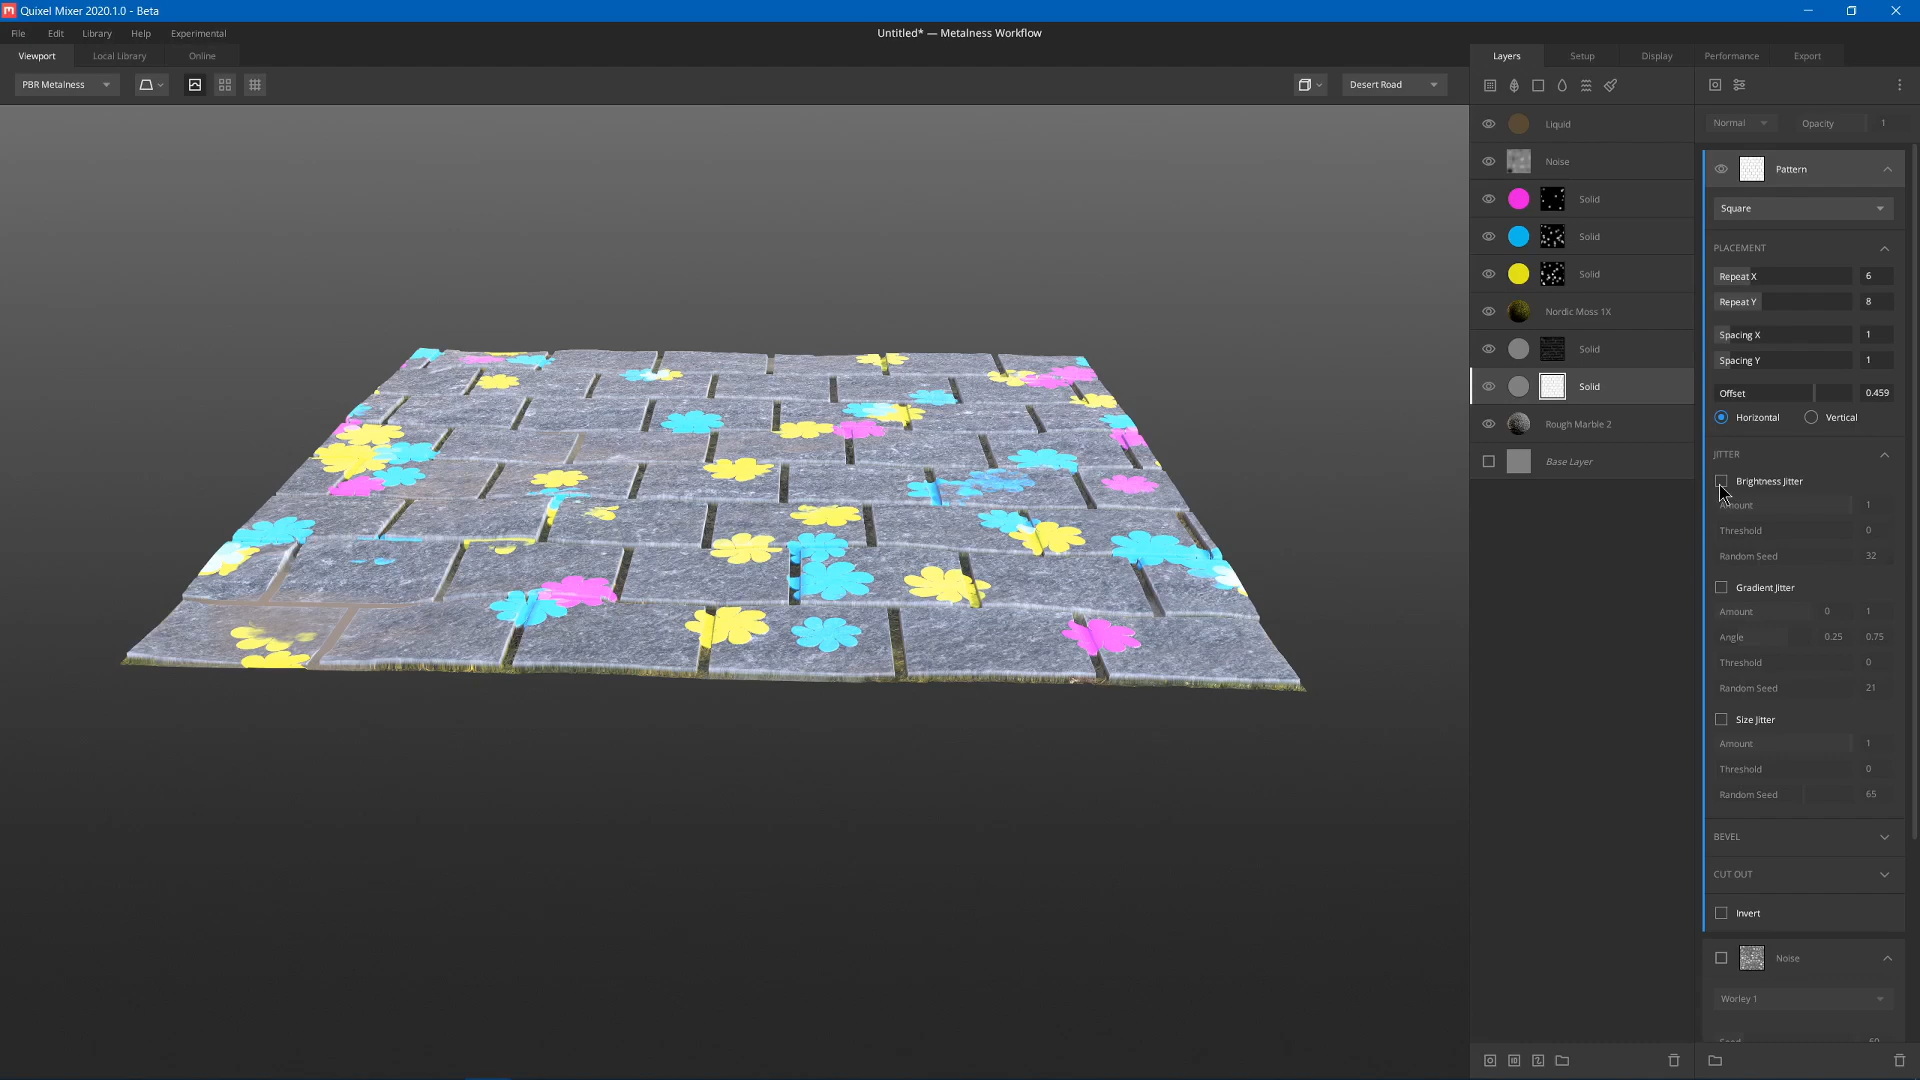 Quixel Mixer 2020.1.0 - Beta
File Edit Library Help Experimental
Untitled* — Metalness Workflow
Viewport Local Library Online
Layers Setup Display Performance Export
PBR Metalness
Desert Road
Liquid
Noise
Solid
Solid
Solid
Nordic Moss 1X
Solid
Solid
Rough Marble 2
Base Layer
Normal Opacity 1
Pattern
Square
PLACEMENT
Repeat X 6
Repeat Y 8
Spacing X 1
Spacing Y 1
Offset 0.459
Horizontal Vertical
JITTER
Brightness Jitter
Amount 1
Threshold 0
Random Seed 32
Gradient Jitter
Amount 0 1
Angle 0.25 0.75
Threshold 0
Random Seed 21
Size Jitter
Amount 1
Threshold 0
Random Seed 65
BEVEL
CUT OUT
Invert
Noise
Worley 1